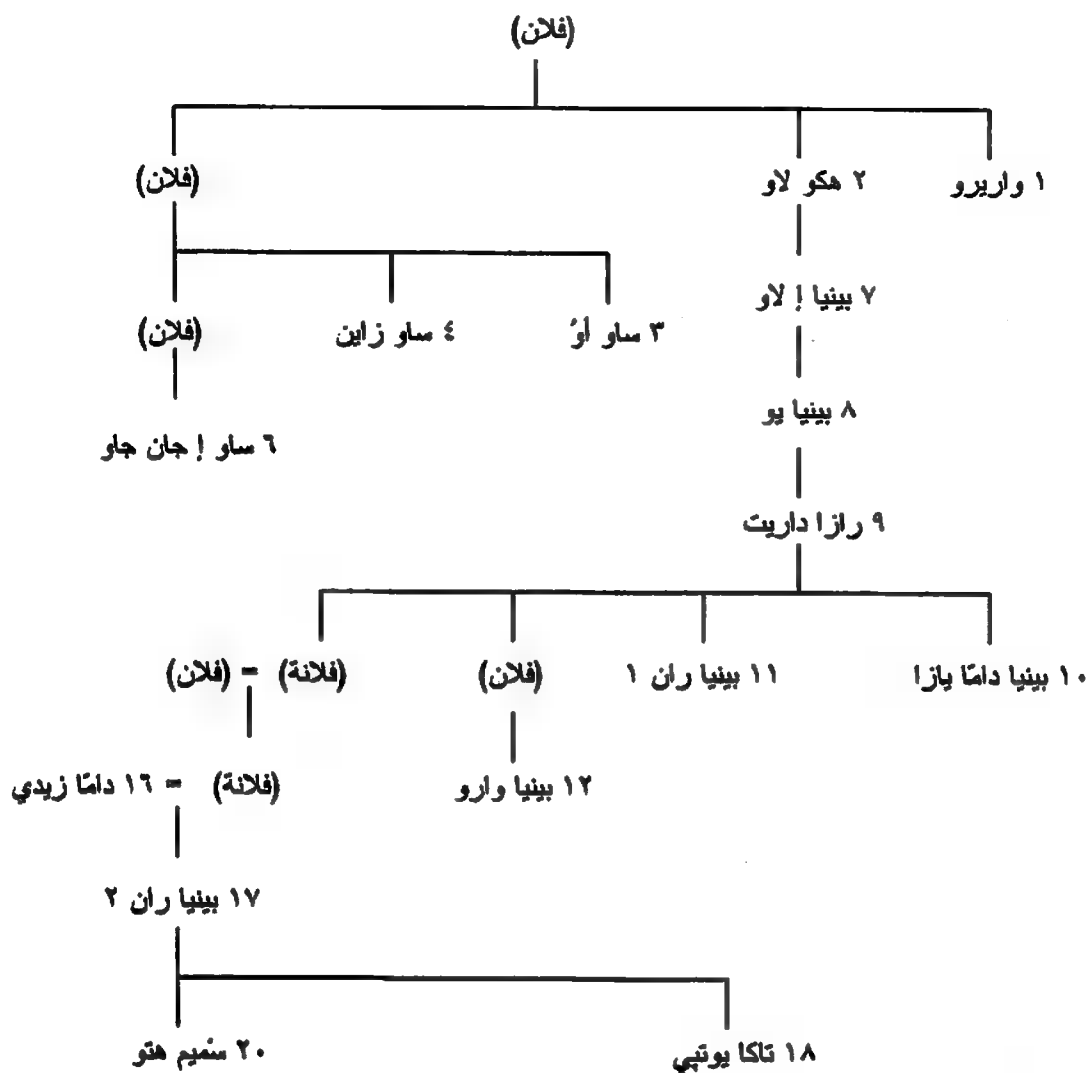 (فلان)
١ واريرو
٢ هكو لاو
(فلان)
٧ بينيا إ لاو
٣ ساو أوْ
٤ ساو زاين
(فلان)
٨ بينيا يو
٦ ساو إ جان جاو
٩ رازا داريت
١٠ بينيا دامّا يازا
١١ بينيا ران ١
(فلان)
(فلانة) = (فلان)
١٢ بينيا وارو
(فلانة) = ١٦ دامّا زيدي
١٧ بينيا ران ٢
١٨ تاكا يوتبي
٢٠ سْميم هتو